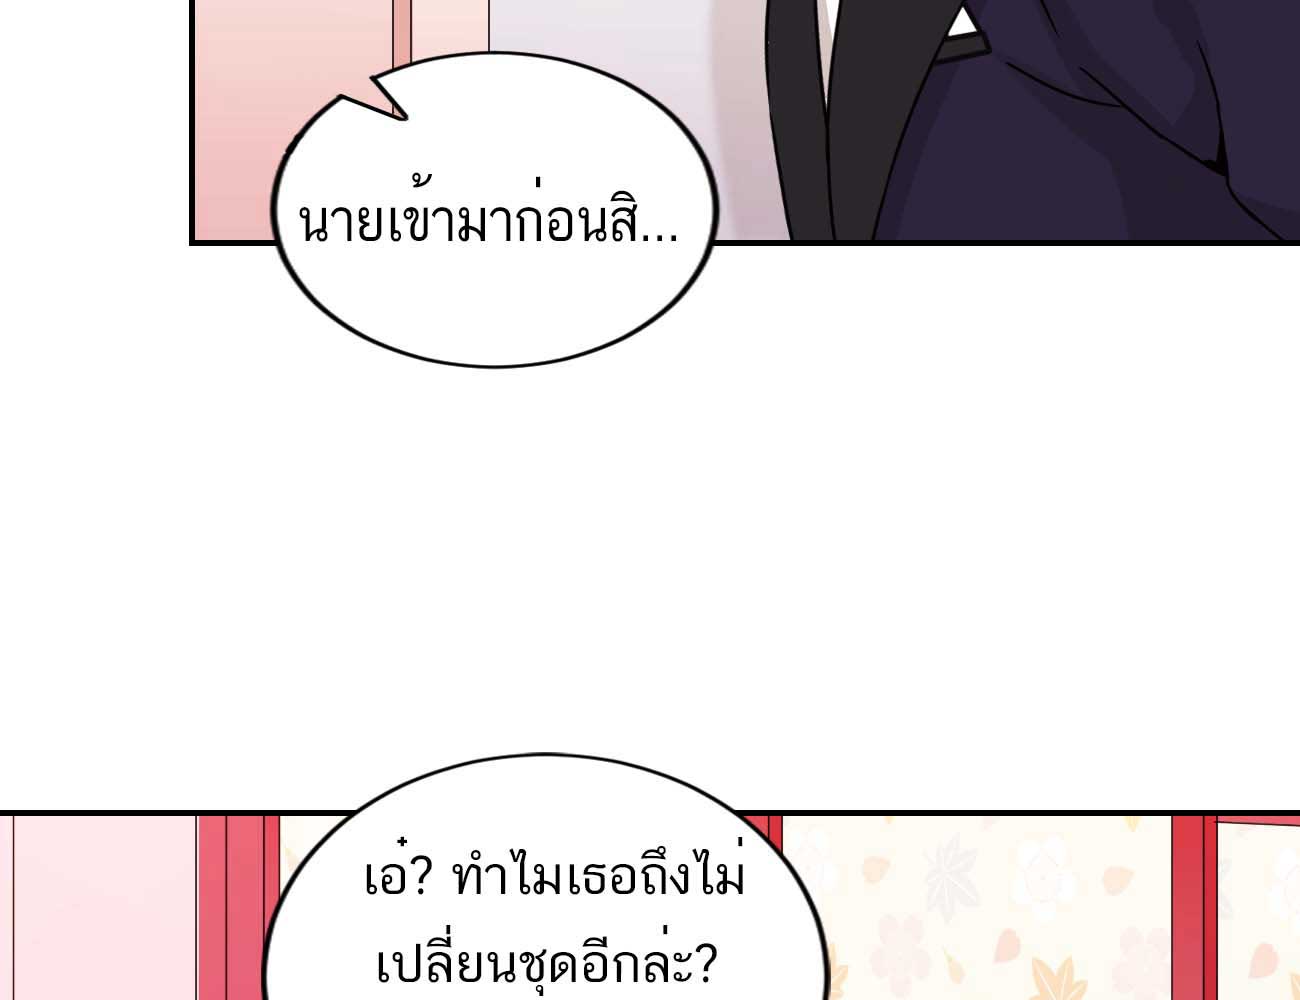 นายเข้ามาก่อนสิ...
เอ๋? ทำไมเธอถึงไม่
เปลี่ยนชุดอีกล่ะ?